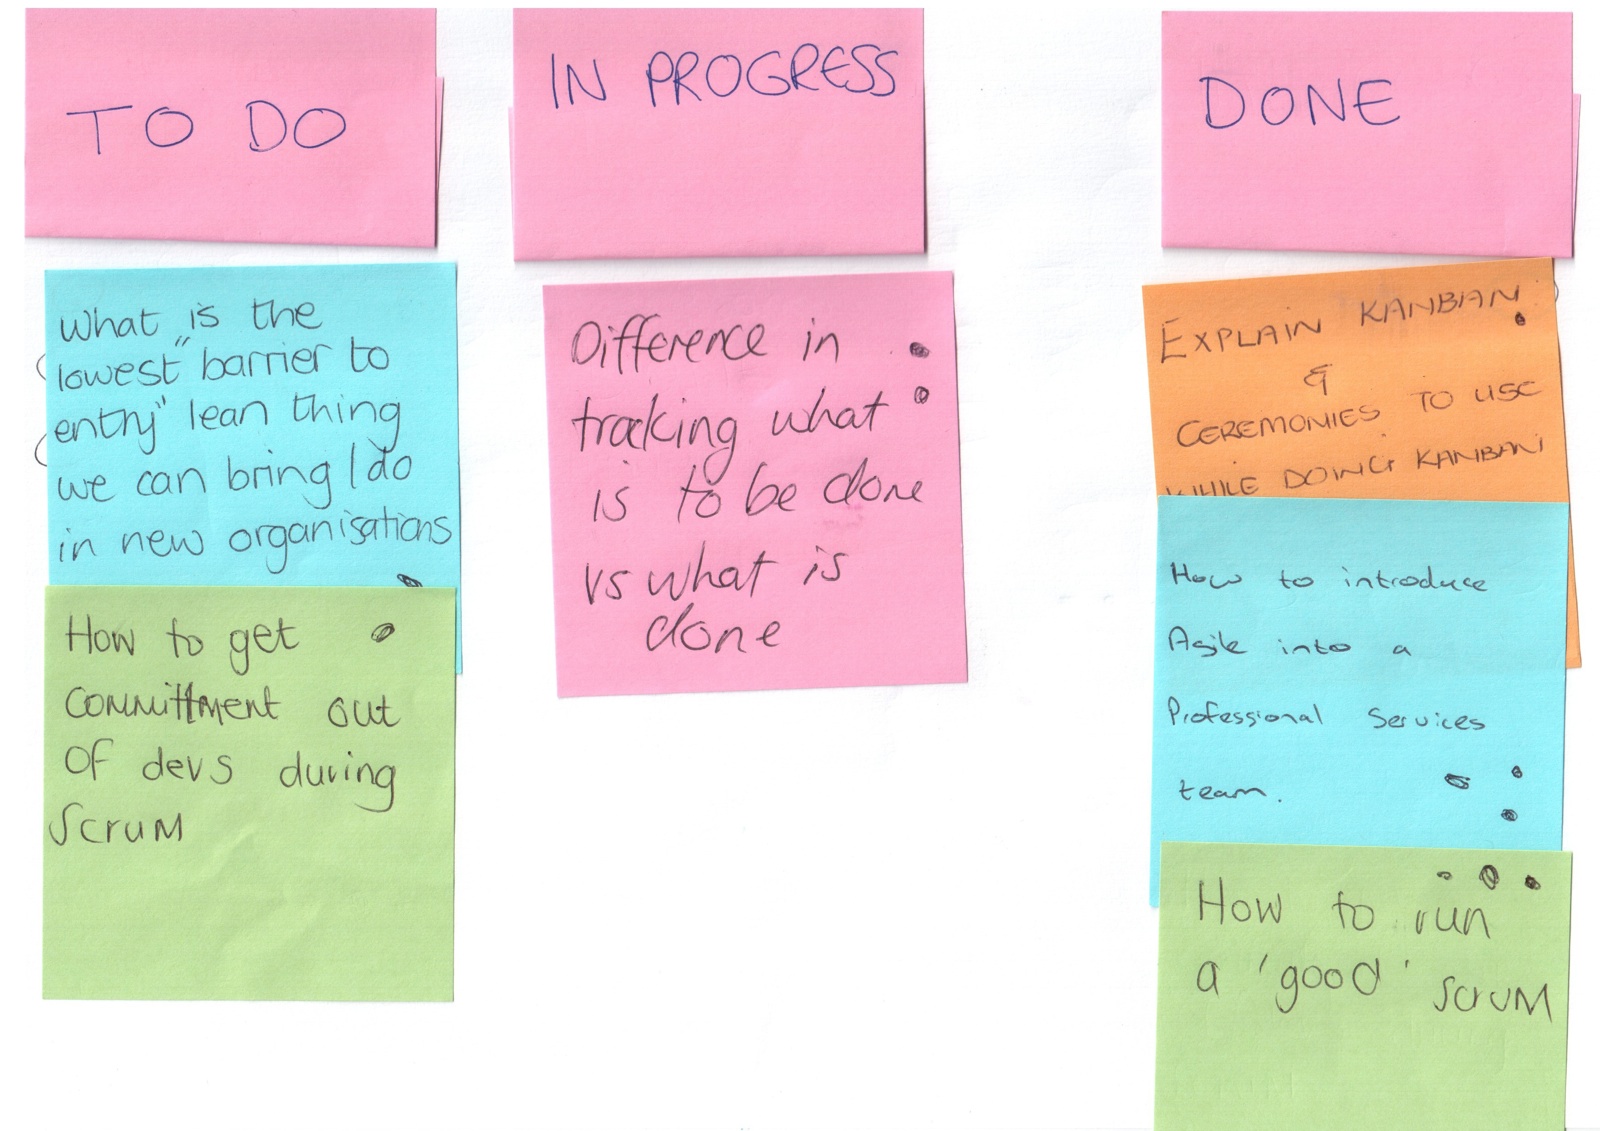 TO DO
What is the
lowest "barrier to
entry" lean thing
we can bring / do
in new organisations
How to get
committment out
of devs during
scrum
IN PROGRESS
Difference in
tracking what
is to be done
vs what is
done
DONE
EXPLAIN KANBAN
&
CEREMONIES TO USE
WHILE DOING KANBAN
How to introduce
Agile into a
Professional Services
team.
How to run
a 'good' scrum